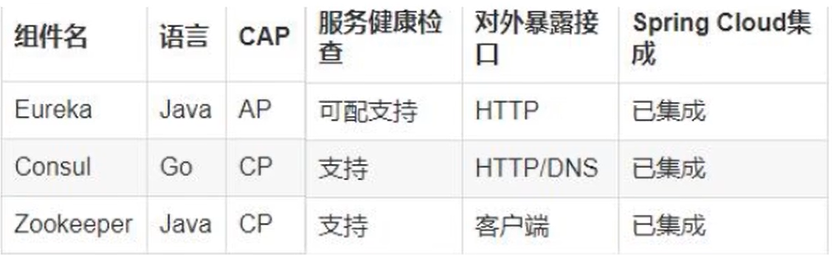 组件名 语言 CAP 服务健康检查 对外暴露接口 Spring Cloud集成
Eureka Java AP 可配支持 HTTP 已集成
Consul Go CP 支持 HTTP/DNS 已集成
Zookeeper Java CP 支持 客户端 已集成